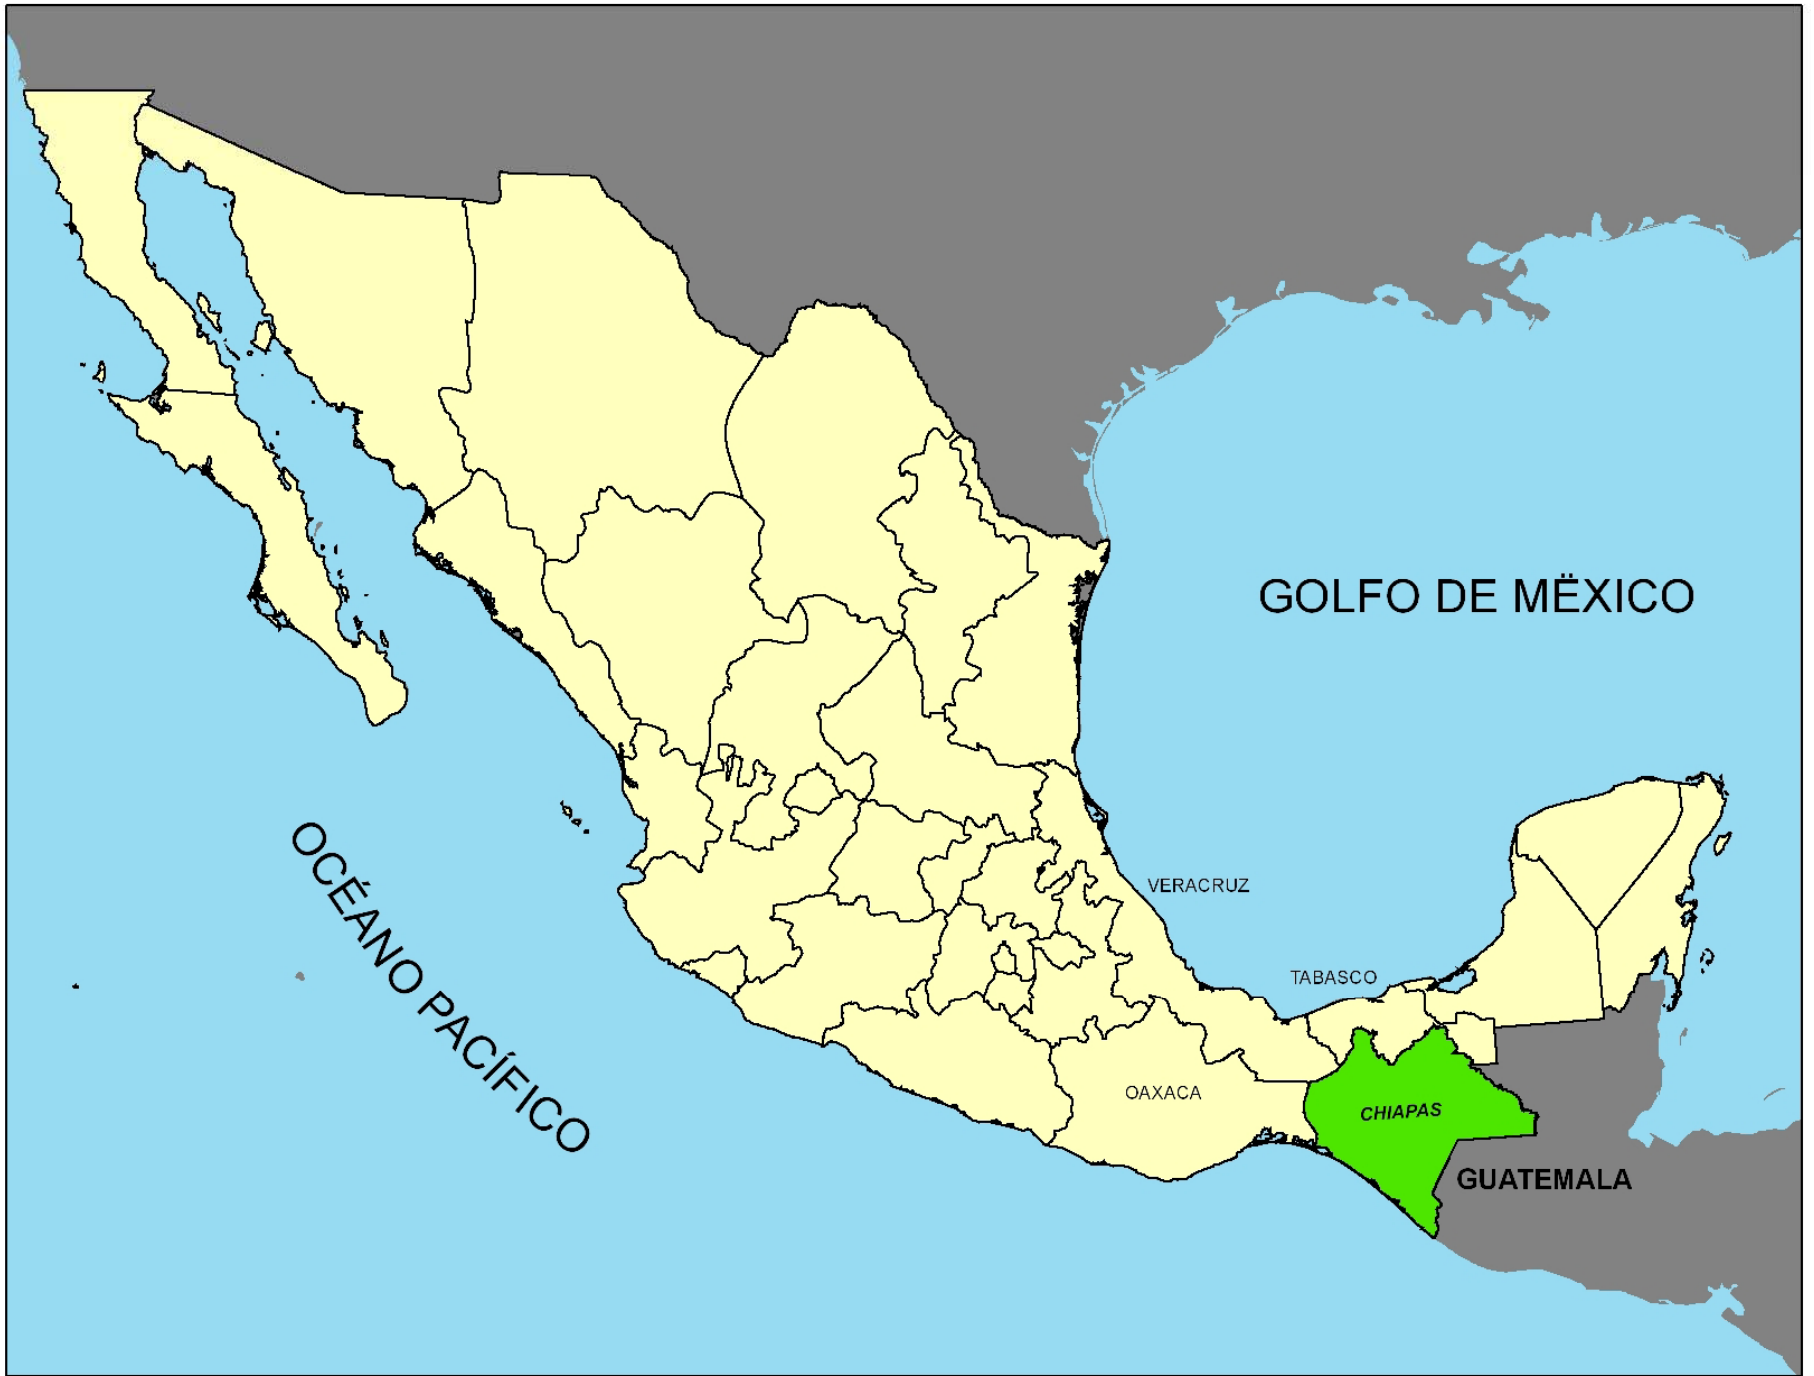 GOLFO DE MËXICO
OCÉANO PACÍFICO
VERACRUZ
TABASCO
OAXACA
CHIAPAS
GUATEMALA